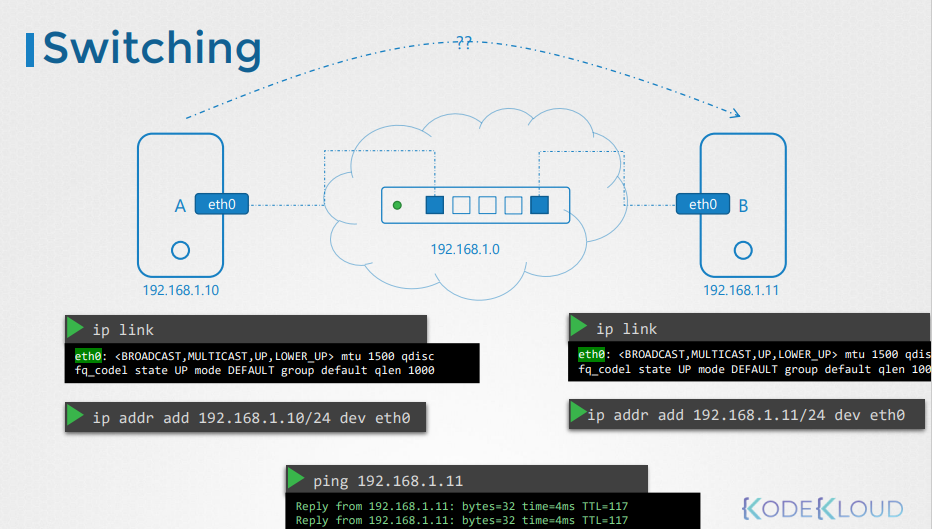 Switching
??
A
eth0
eth0
B
192.168.1.0
192.168.1.10
192.168.1.11
ip link
eth0: <BROADCAST,MULTICAST,UP,LOWER_UP> mtu 1500 qdisc
fq_codel state UP mode DEFAULT group default qlen 1000
ip addr add 192.168.1.10/24 dev eth0
ip link
eth0: <BROADCAST,MULTICAST,UP,LOWER_UP> mtu 1500 qdis
fq_codel state UP mode DEFAULT group default qlen 100
ip addr add 192.168.1.11/24 dev eth0
ping 192.168.1.11
Reply from 192.168.1.11: bytes=32 time=4ms TTL=117
Reply from 192.168.1.11: bytes=32 time=4ms TTL=117
KODEKLOUD